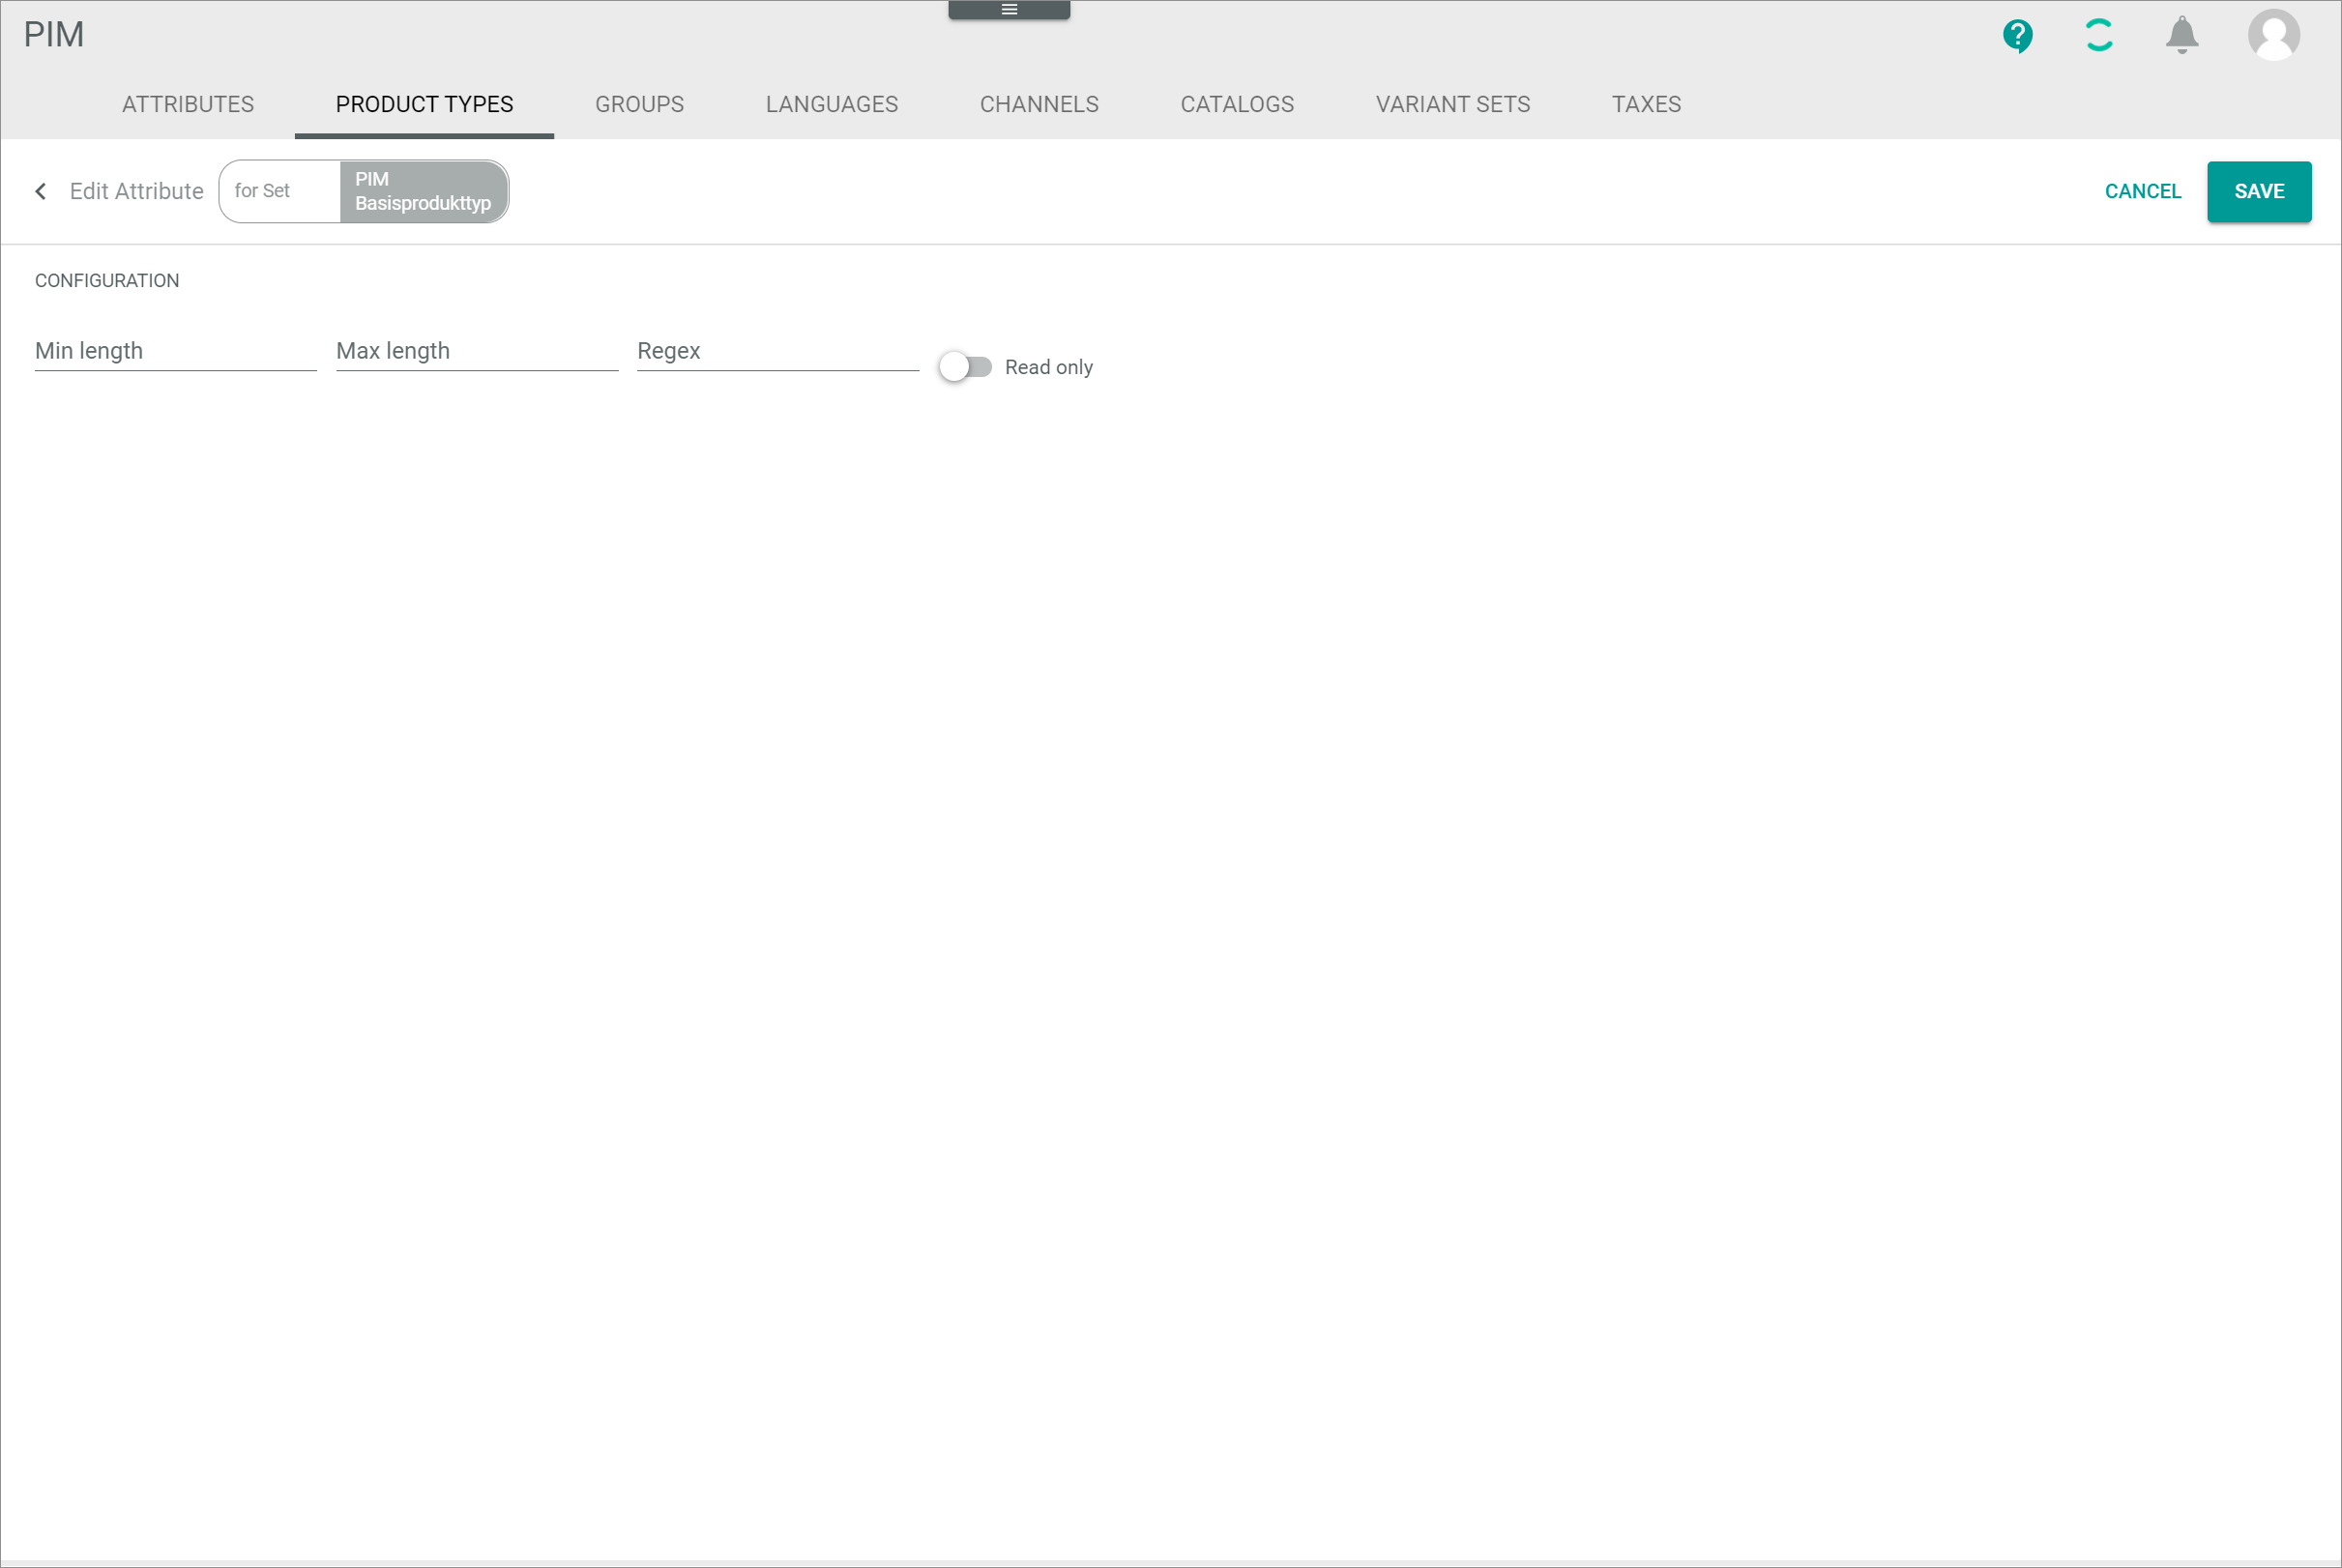 PIM
ATTRIBUTES PRODUCT TYPES GROUPS LANGUAGES CHANNELS CATALOGS VARIANT SETS TAXES
Edit Attribute for Set PIM
Basisprodukttyp CANCEL SAVE
CONFIGURATION
Min length Max length Regex Read only